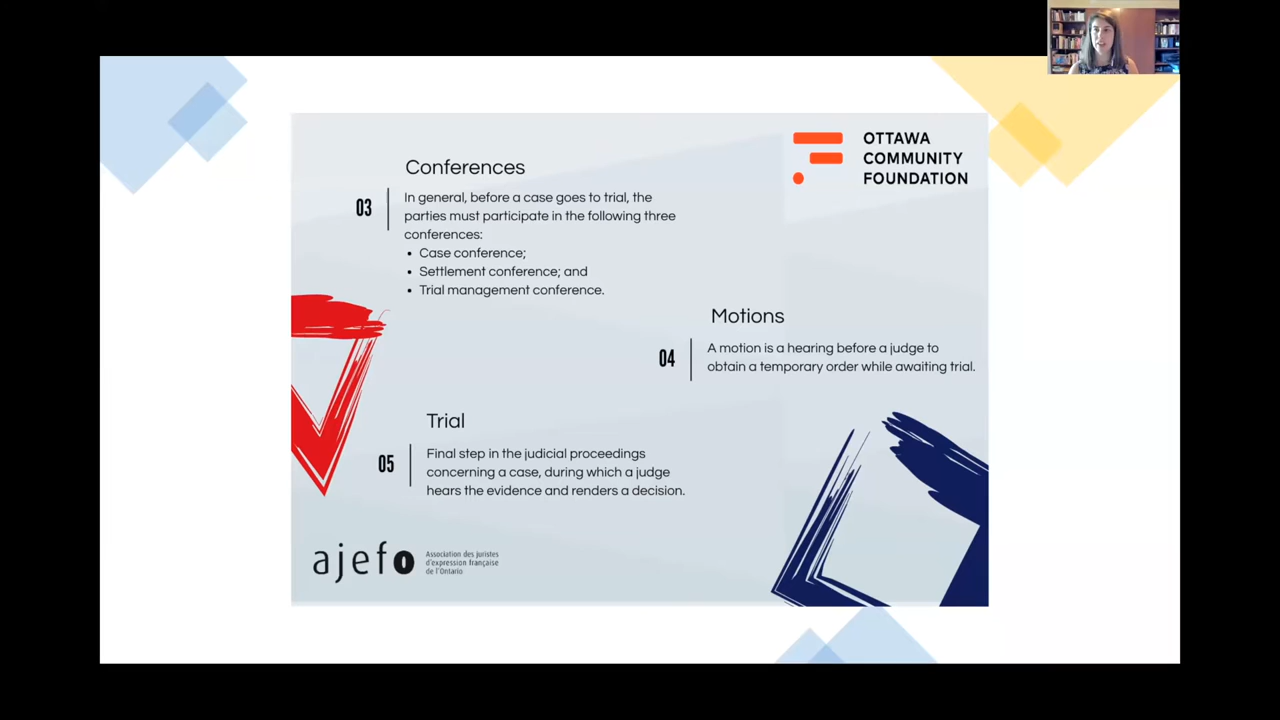 OTTAWA
COMMUNITY
FOUNDATION
Conferences
03
In general, before a case goes to trial, the
parties must participate in the following three
conferences:
• Case conference;
• Settlement conference; and
• Trial management conference.
Motions
04
A motion is a hearing before a judge to
obtain a temporary order while awaiting trial.
Trial
05
Final step in the judicial proceedings
concerning a case, during which a judge
hears the evidence and renders a decision.
ajefo
Association des juristes
d'expression française
de l'Ontario